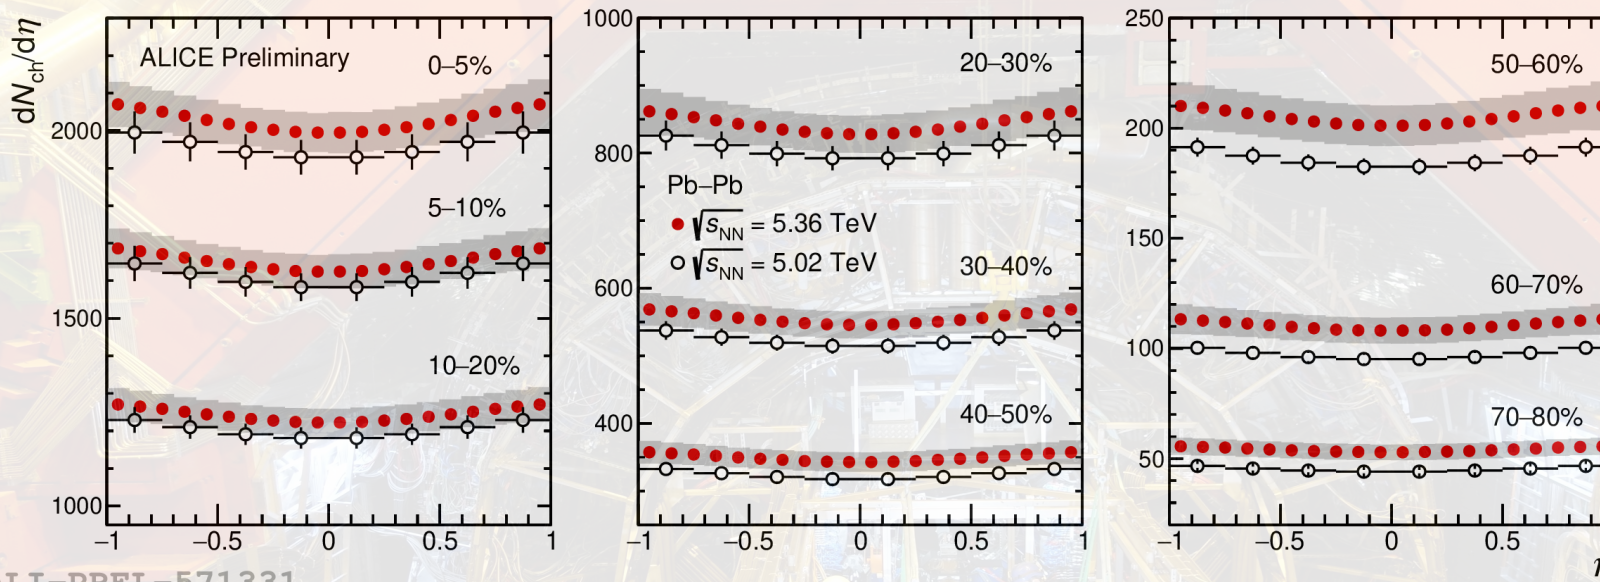 dN_ch/dη
ALICE Preliminary
0–5%
5–10%
10–20%
2000
1500
1000
−1 −0.5 0 0.5 1
1000
800
600
400
20–30%
Pb–Pb
√s_NN = 5.36 TeV
√s_NN = 5.02 TeV
30–40%
40–50%
−1 −0.5 0 0.5 1
250
200
150
100
50
50–60%
60–70%
70–80%
−1 −0.5 0 0.5